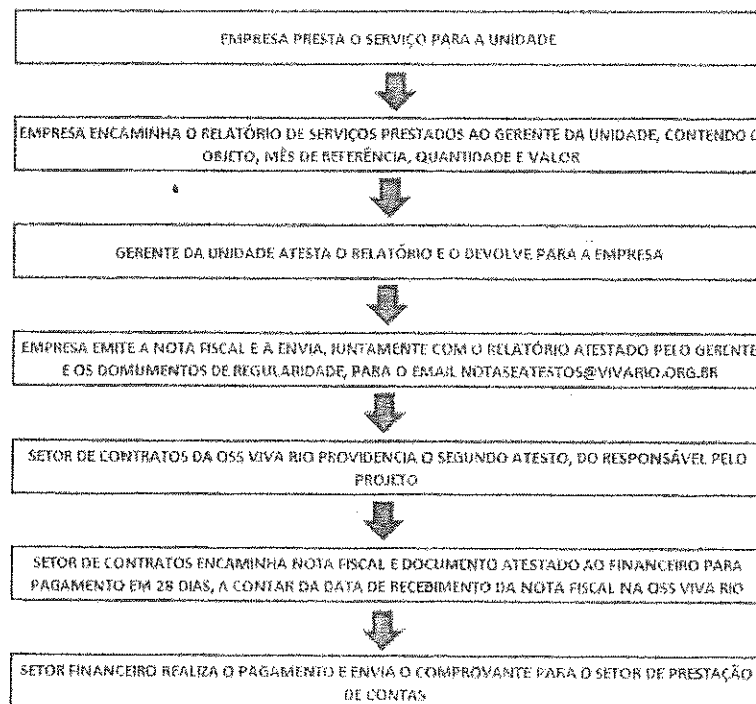 EMPRESA PRESTA O SERVIÇO PARA A UNIDADE
EMPRESA ENCAMINHA O RELATÓRIO DE SERVIÇOS PRESTADOS AO GERENTE DA UNIDADE, CONTENDO O
OBJETO, MÊS DE REFERÊNCIA, QUANTIDADE E VALOR
GERENTE DA UNIDADE ATESTA O RELATÓRIO E O DEVOLVE PARA A EMPRESA
EMPRESA EMITE A NOTA FISCAL E A ENVIA, JUNTAMENTE COM O RELATÓRIO ATESTADO PELO GERENTE
E OS DOMUMENTOS DE REGULARIDADE, PARA O EMAIL NOTASEATESTOS@VIVARIO.ORG.BR
SETOR DE CONTRATOS DA OSS VIVA RIO PROVIDENCIA O SEGUNDO ATESTO, DO RESPONSÁVEL PELO
PROJETO
SETOR DE CONTRATOS ENCAMINHA NOTA FISCAL E DOCUMENTO ATESTADO AO FINANCEIRO PARA
PAGAMENTO EM 28 DIAS, A CONTAR DA DATA DE RECEBIMENTO DA NOTA FISCAL NA OSS VIVA RIO
SETOR FINANCEIRO REALIZA O PAGAMENTO E ENVIA O COMPROVANTE PARA O SETOR DE PRESTAÇÃO
DE CONTAS